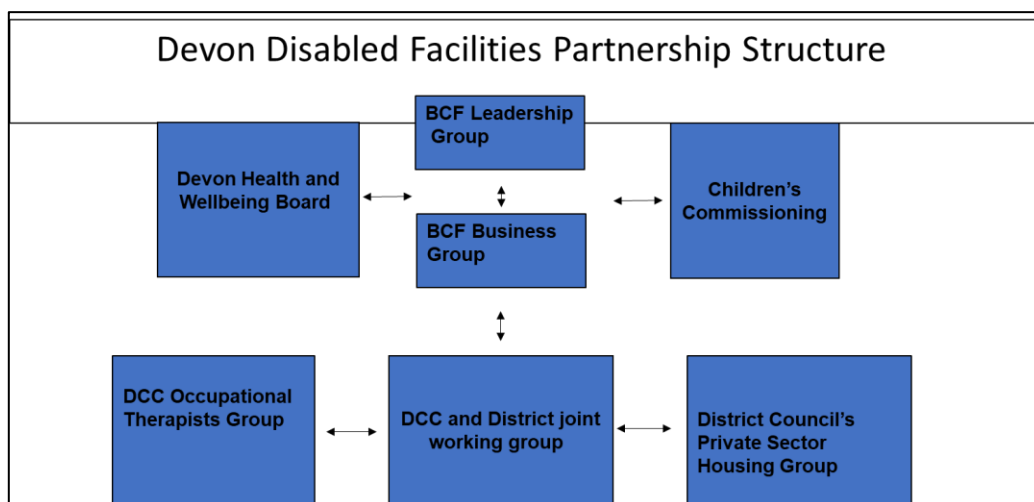 Devon Disabled Facilities Partnership Structure
BCF Leadership
Group
Devon Health and
Wellbeing Board
Children's
Commissioning
BCF Business
Group
DCC Occupational
Therapists Group
DCC and District joint
working group
District Council's
Private Sector
Housing Group